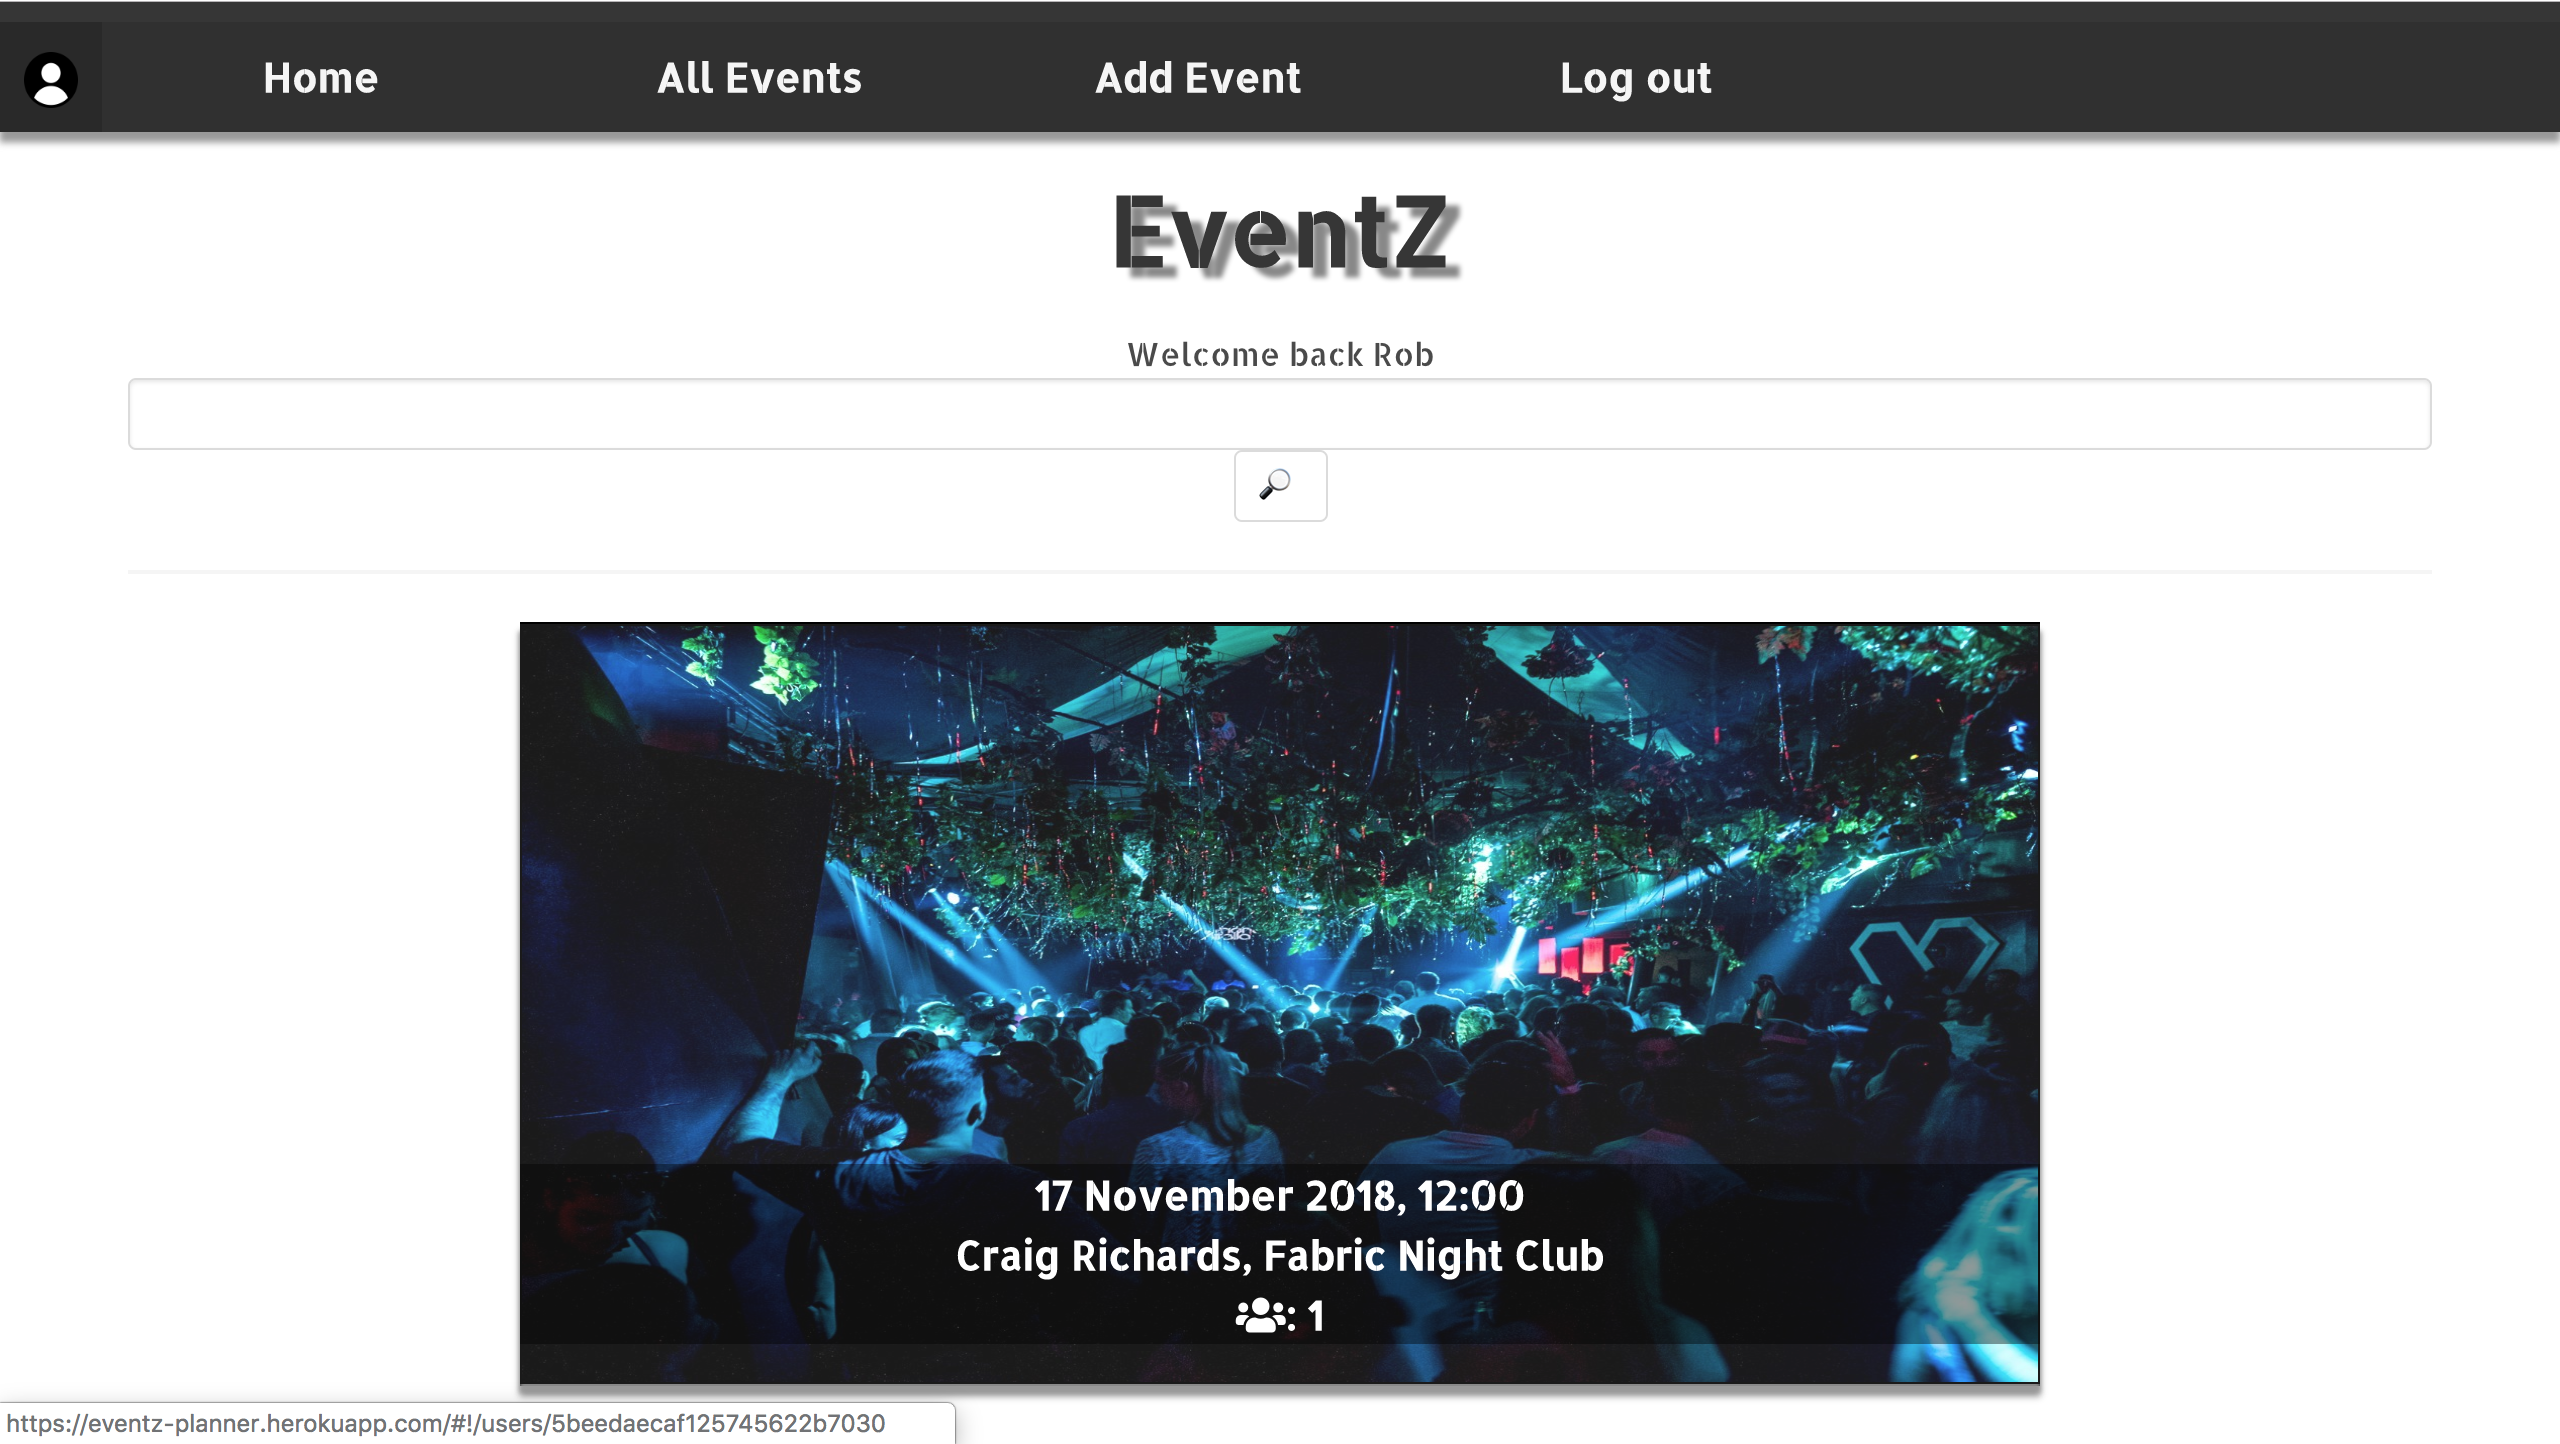 Home All Events Add Event Log out
EventZ
Welcome back Rob
17 November 2018, 12:00
Craig Richards, Fabric Night Club
: 1
https://eventz-planner.herokuapp.com/#!/users/5beedaecaf125745622b7030